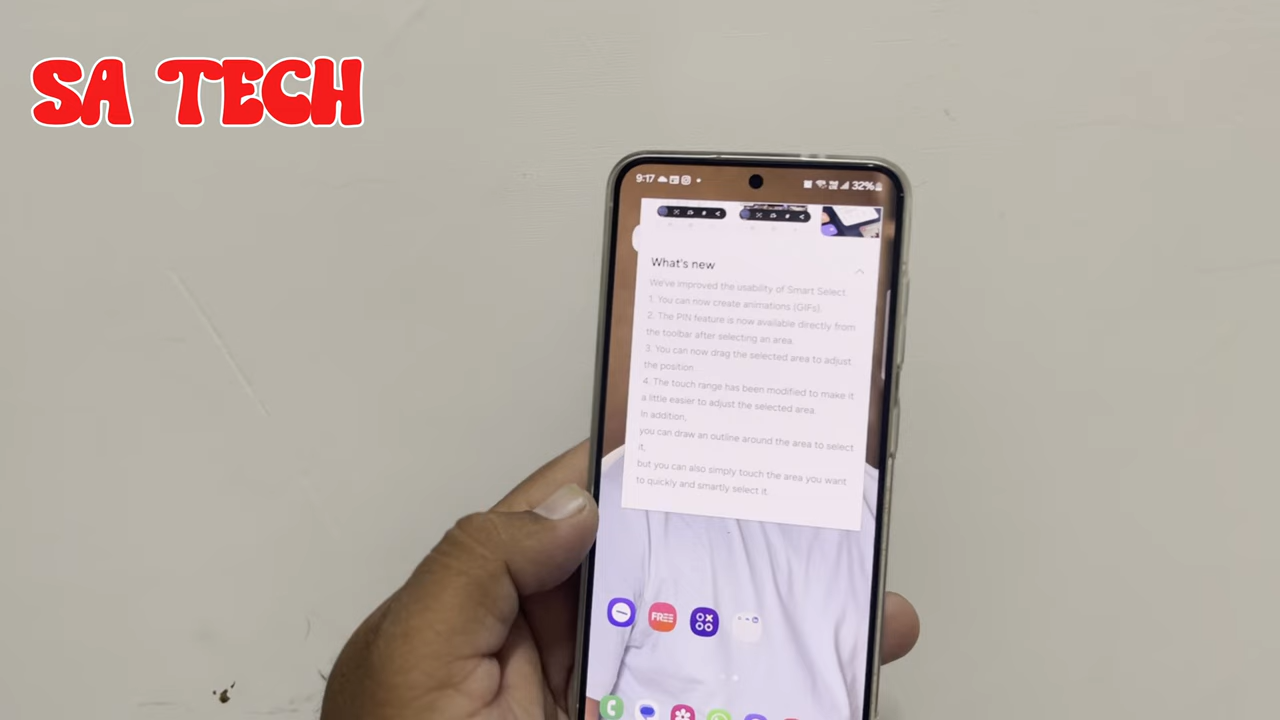 SA TECH
9:17
32%
What's new
We've improved the usability of Smart Select
1. You can now create animations (GIFs).
2. The PIN feature is now available directly from
the toolbar after selecting an area.
3. You can now drag the selected area to adjust
the position
4. The touch range has been modified to make it
a little easier to adjust the selected area.
In addition,
you can draw an outline around the area to select
it,
but you can also simply touch the area you want
to quickly and smartly select it.
FREE